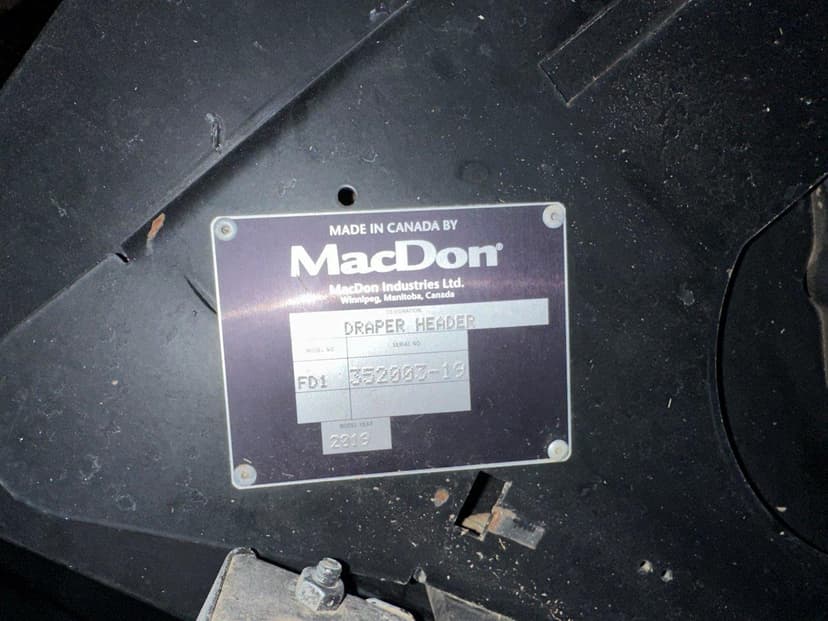 MADE IN CANADA BY
MacDon®
MacDon Industries Ltd.
Winnipeg, Manitoba, Canada
DESIGNATION
DRAPER HEADER
MODEL NO. SERIAL NO.
FD1 352003-19
MODEL YEAR
2019